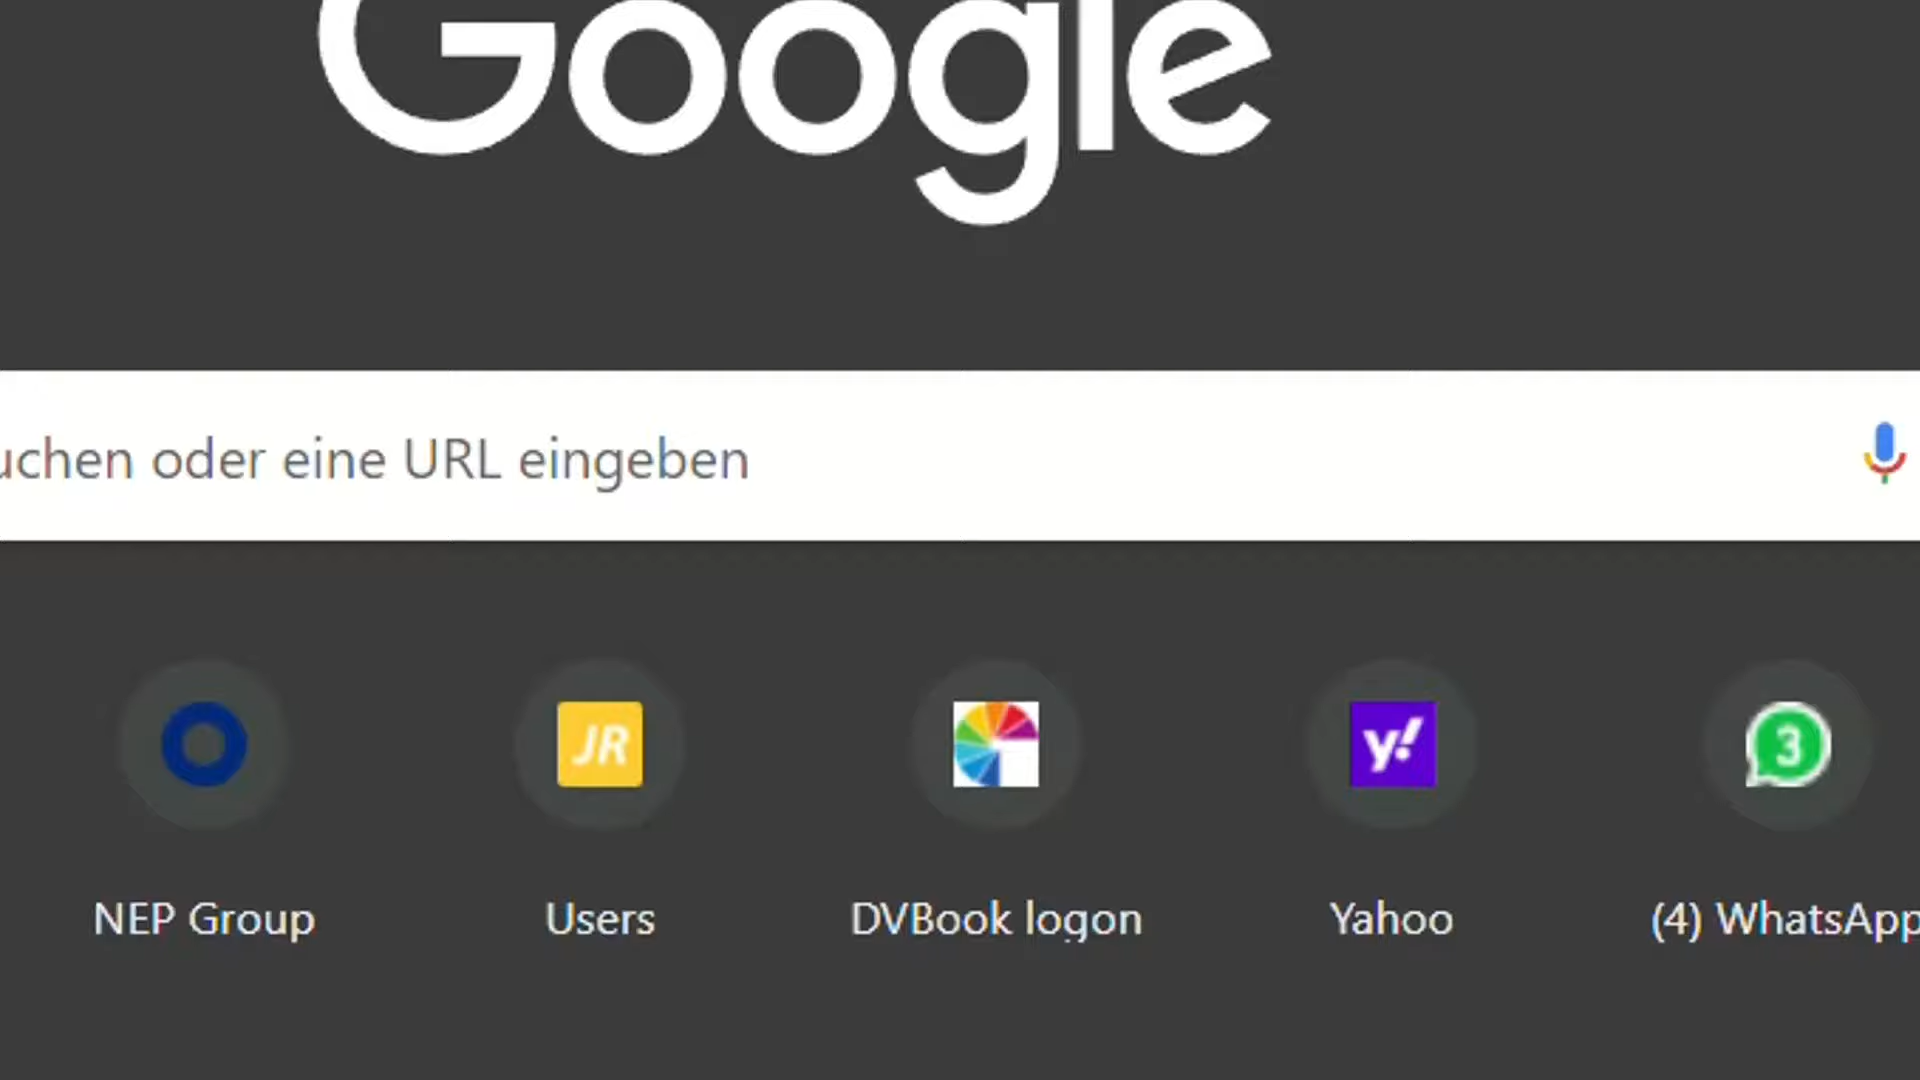 Google
uchen oder eine URL eingeben
JR
y!
3
NEP Group
Users
DVBook logon
Yahoo
(4) WhatsApp